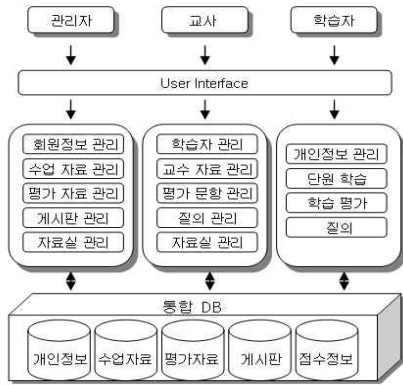 관리자 교사 학습자
User Interface
회원정보 관리
수업 자료 관리
평가 자료 관리
게시판 관리
자료실 관리
학습자 관리
교수 자료 관리
평가 문항 관리
질의 관리
자료실 관리
개인정보 관리
단원 학습
학습 평가
질의
통합 DB
개인정보 수업자료 평가자료 게시판 점수정보